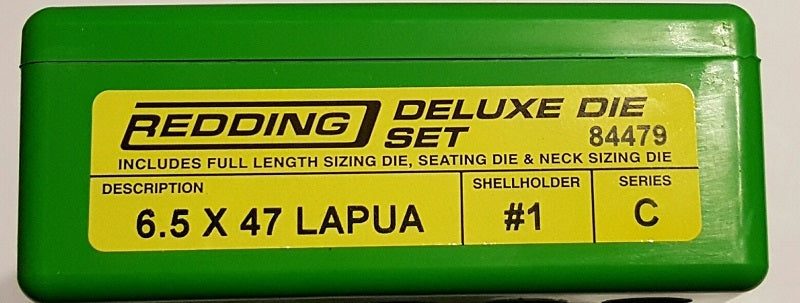 REDDING DELUXE DIE
SET 84479
INCLUDES FULL LENGTH SIZING DIE, SEATING DIE & NECK SIZING DIE
DESCRIPTION SHELLHOLDER SERIES
6.5 X 47 LAPUA #1 C